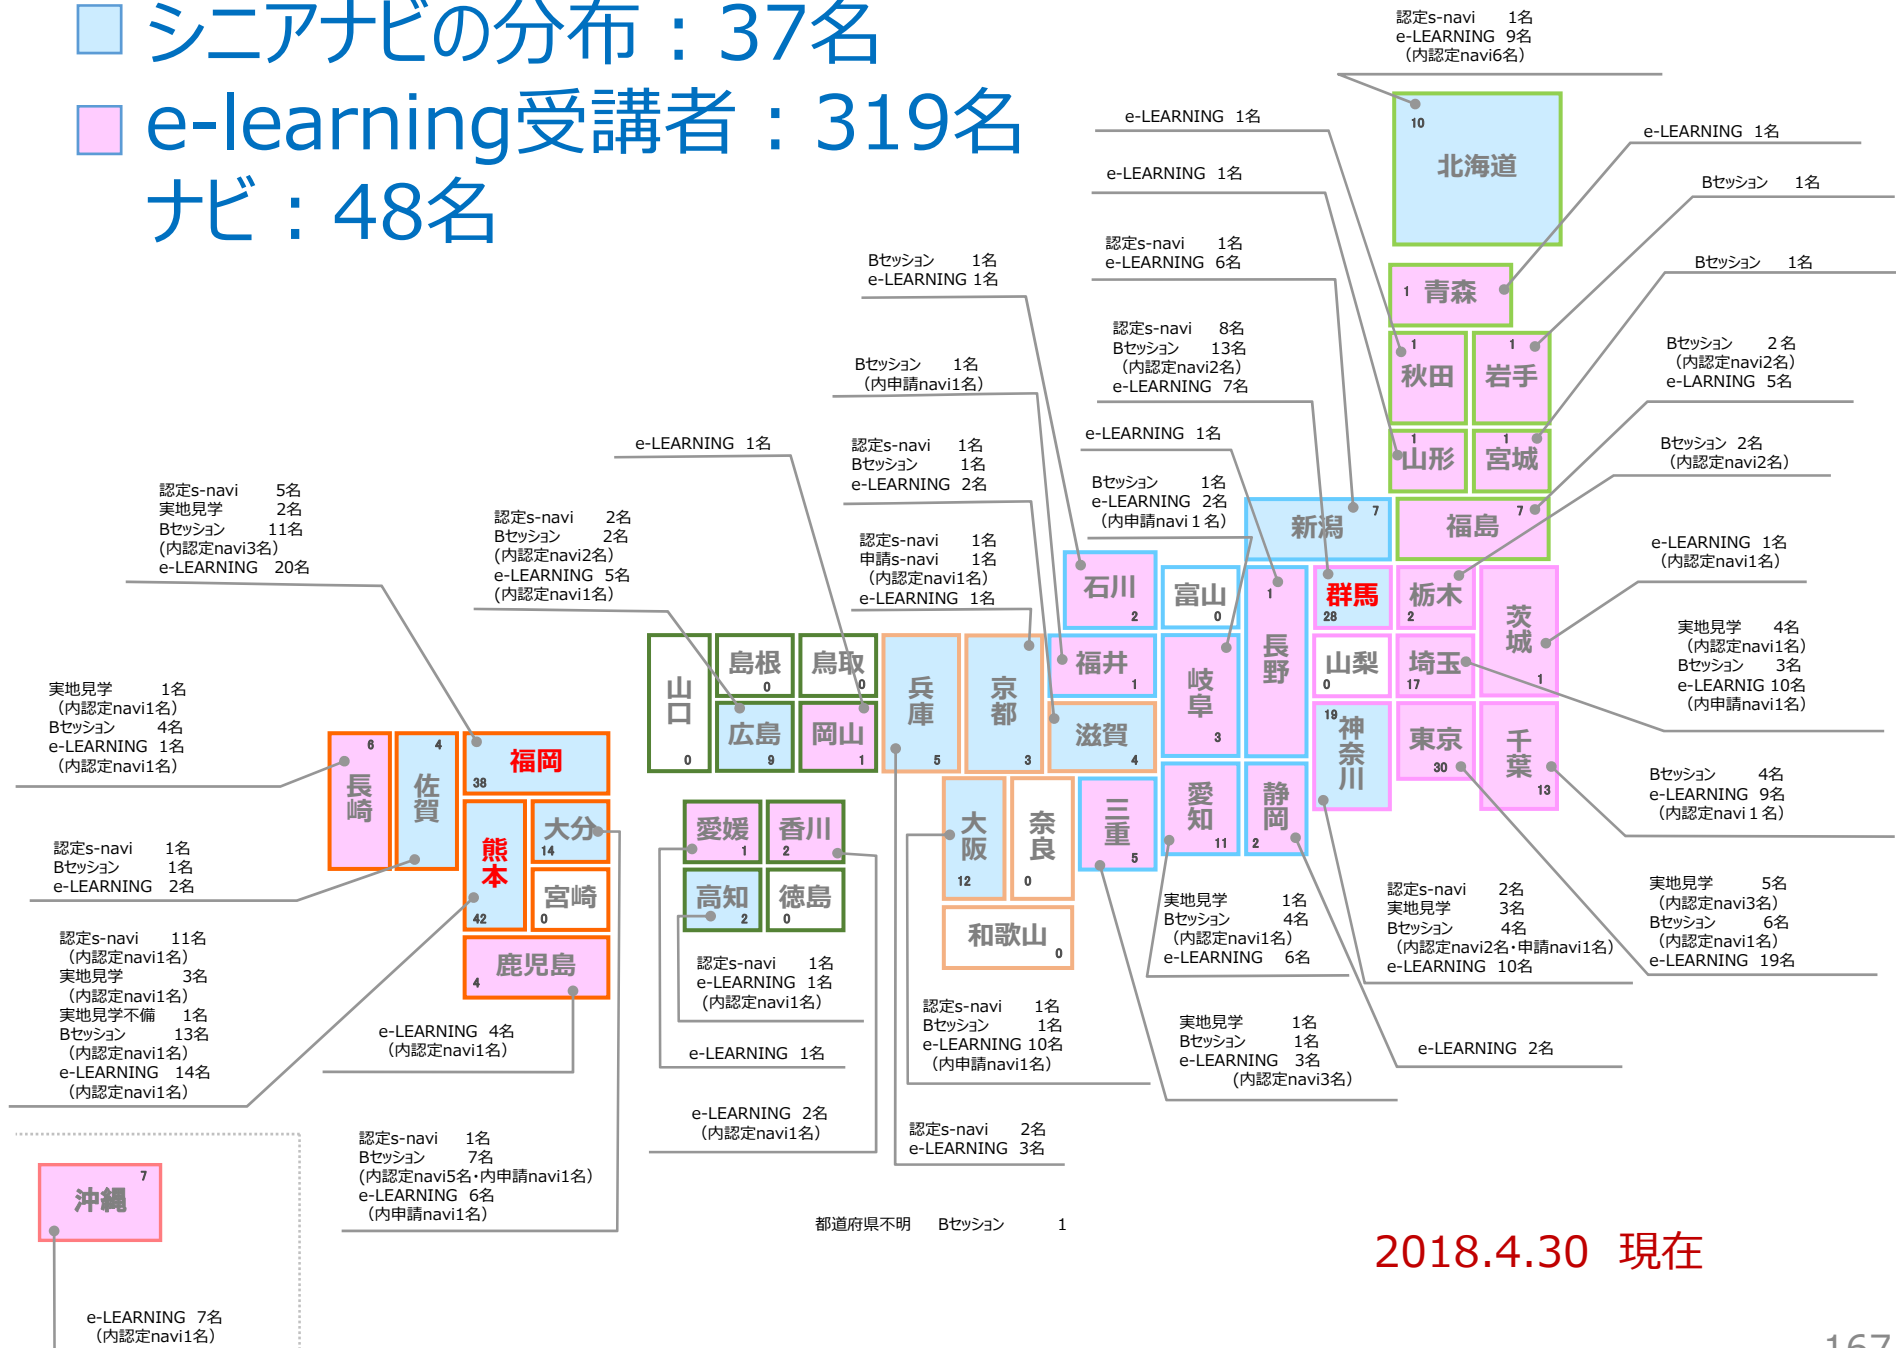 シニアナビの分布：37名
e-learning受講者：319名
ナビ：48名
認定s-navi 1名
e-LEARNING 9名
（内認定navi6名）
10
北海道
e-LEARNING 1名
e-LEARNING 1名
e-LEARNING 1名
Bセッション 1名
Bセッション 1名
認定s-navi 1名
e-LEARNING 6名
Bセッション 1名
e-LEARNING 1名
1 青森
認定s-navi 8名
Bセッション 13名
（内認定navi2名）
e-LEARNING 7名
Bセッション 1名
（内申請navi1名）
1
秋田
1
岩手
Bセッション 2名
（内認定navi2名）
e-LARNING 5名
e-LEARNING 1名
e-LEARNING 1名
認定s-navi 1名
Bセッション 1名
e-LEARNING 2名
1
山形
1
宮城
Bセッション 2名
（内認定navi2名）
Bセッション 1名
e-LEARNING 2名
（内申請navi１名）
認定s-navi 5名
実地見学 2名
Bセッション 11名
(内認定navi3名）
e-LEARNING 20名
認定s-navi 2名
Bセッション 2名
(内認定navi2名）
e-LEARNING 5名
(内認定navi1名）
認定s-navi 1名
申請s-navi 1名
（内認定navi1名）
e-LEARNING 1名
新潟 7
福島 7
e-LEARNING 1名
（内認定navi1名）
石川
2
富山
0
1
長野
群馬
28
栃木
2
茨城
1
山口
0
島根
0
鳥取
0
兵庫
5
京都
3
福井
1
岐阜
3
山梨
0
埼玉
17
実地見学 4名
（内認定navi1名）
Bセッション 3名
e-LEARNIG 10名
（内申請navi1名）
実地見学 1名
（内認定navi1名）
Bセッション 4名
e-LEARNING 1名
（内認定navi1名）
広島
9
岡山
1
滋賀
4
19
神奈川
東京
30
千葉
13
6
長崎
4
佐賀
福岡
38
Bセッション 4名
e-LEARNING 9名
（内認定navi１名）
熊本
42
大分
14
愛媛
1
香川
2
大阪
12
奈良
0
三重
5
愛知
11
静岡
2
認定s-navi 1名
Bセッション 1名
e-LEARNING 2名
宮崎
0
高知
2
徳島
0
和歌山
0
実地見学 1名
Bセッション 4名
（内認定navi1名）
e-LEARNING 6名
認定s-navi 2名
実地見学 3名
Bセッション 4名
（内認定navi2名・申請navi1名）
e-LEARNING 10名
実地見学 5名
（内認定navi3名）
Bセッション 6名
（内認定navi1名）
e-LEARNING 19名
認定s-navi 11名
（内認定navi1名）
実地見学 3名
（内認定navi1名）
実地見学不備 1名
Bセッション 13名
（内認定navi1名）
e-LEARNING 14名
（内認定navi1名）
鹿児島
4
認定s-navi 1名
e-LEARNING 1名
(内認定navi1名）
認定s-navi 1名
Bセッション 1名
e-LEARNING 10名
（内申請navi1名）
実地見学 1名
Bセッション 1名
e-LEARNING 3名
（内認定navi3名）
e-LEARNING 4名
（内認定navi1名）
e-LEARNING 1名
e-LEARNING 2名
e-LEARNING 2名
（内認定navi1名）
認定s-navi 2名
e-LEARNING 3名
認定s-navi 1名
Bセッション 7名
(内認定navi5名・内申請navi1名）
e-LEARNING 6名
（内申請navi1名）
7
沖縄
都道府県不明 Bセッション 1
2018.4.30 現在
e-LEARNING 7名
（内認定navi1名）
167